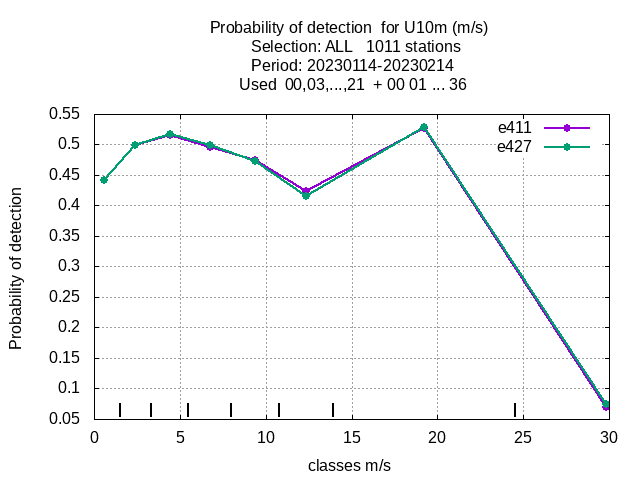 Probability of detection  for U10m (m/s)
Selection: ALL   1011 stations
Period: 20230114-20230214
Used  00,03,...,21  + 00 01 ... 36
e411
e427
0.55
0.5
0.45
0.4
0.35
0.3
0.25
0.2
0.15
0.1
0.05
Probability of detection
0 5 10 15 20 25 30
classes m/s